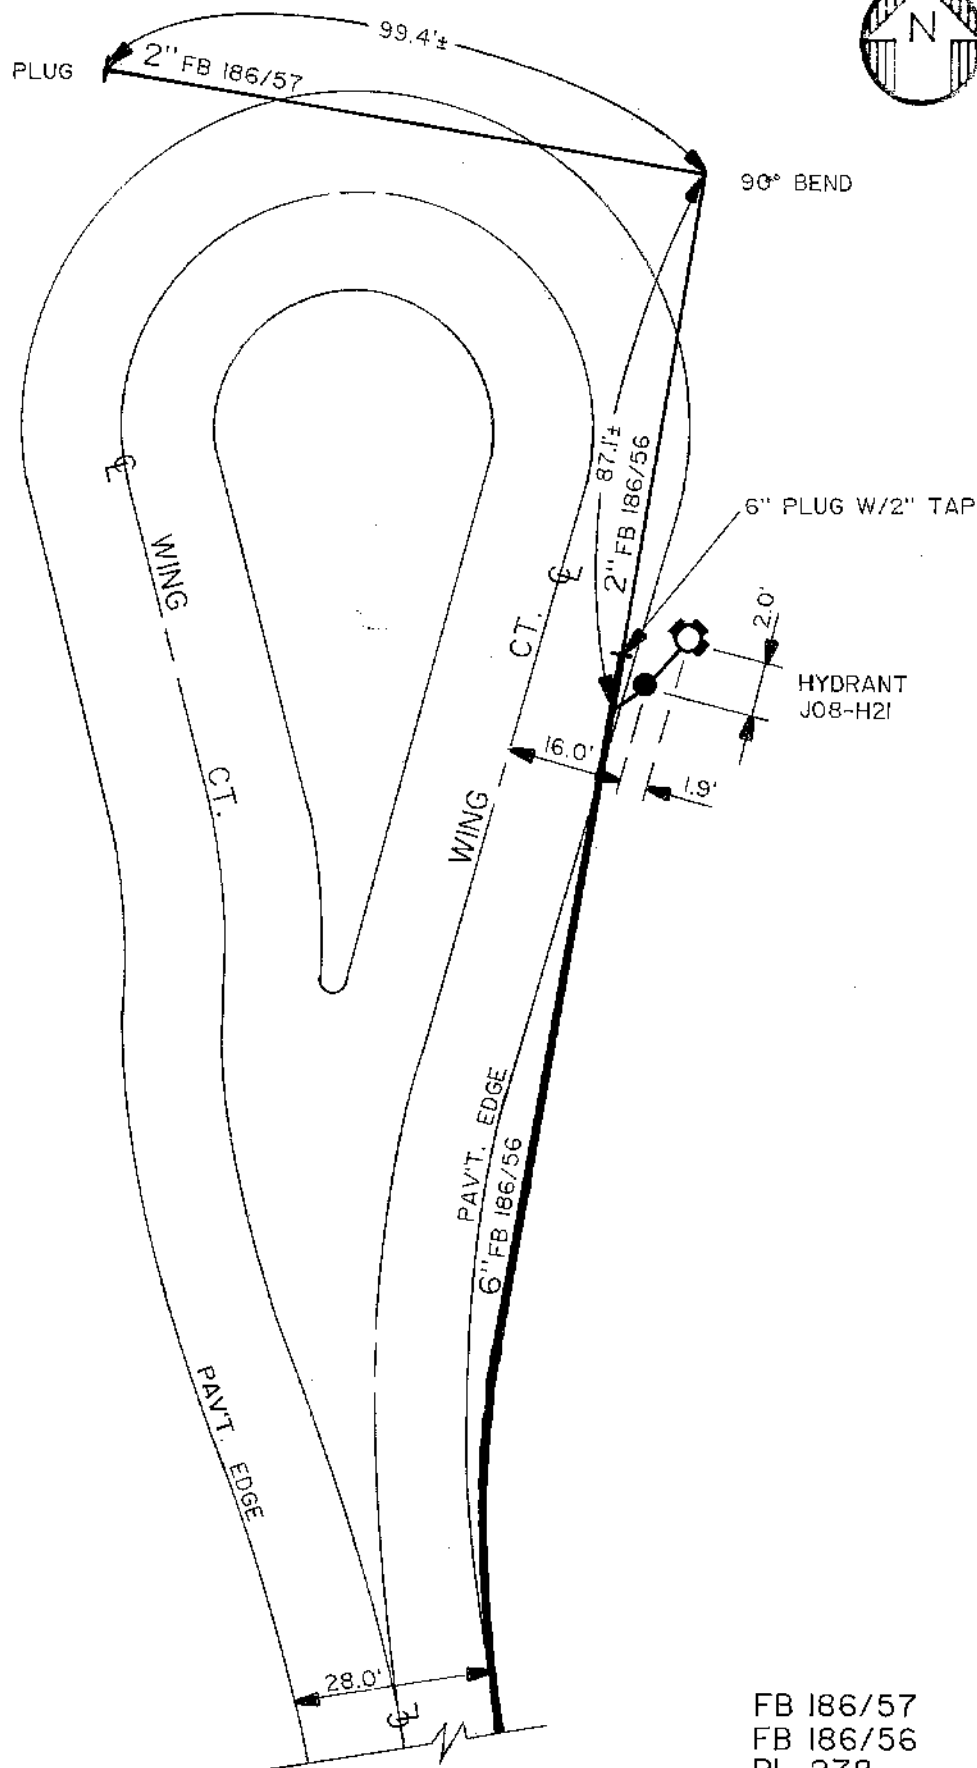 N
99.4'±
PLUG
2" FB 186/57
90° BEND
87.1'±
2" FB 186/56
6" PLUG W/2" TAP
℄
WING
CT.
℄
WING
CT.
2.0'
HYDRANT
J08-H21
16.0'
1.9'
PAV'T. EDGE
6" FB 186/56
PAV'T. EDGE
28.0'
℄
FB 186/57
FB 186/56